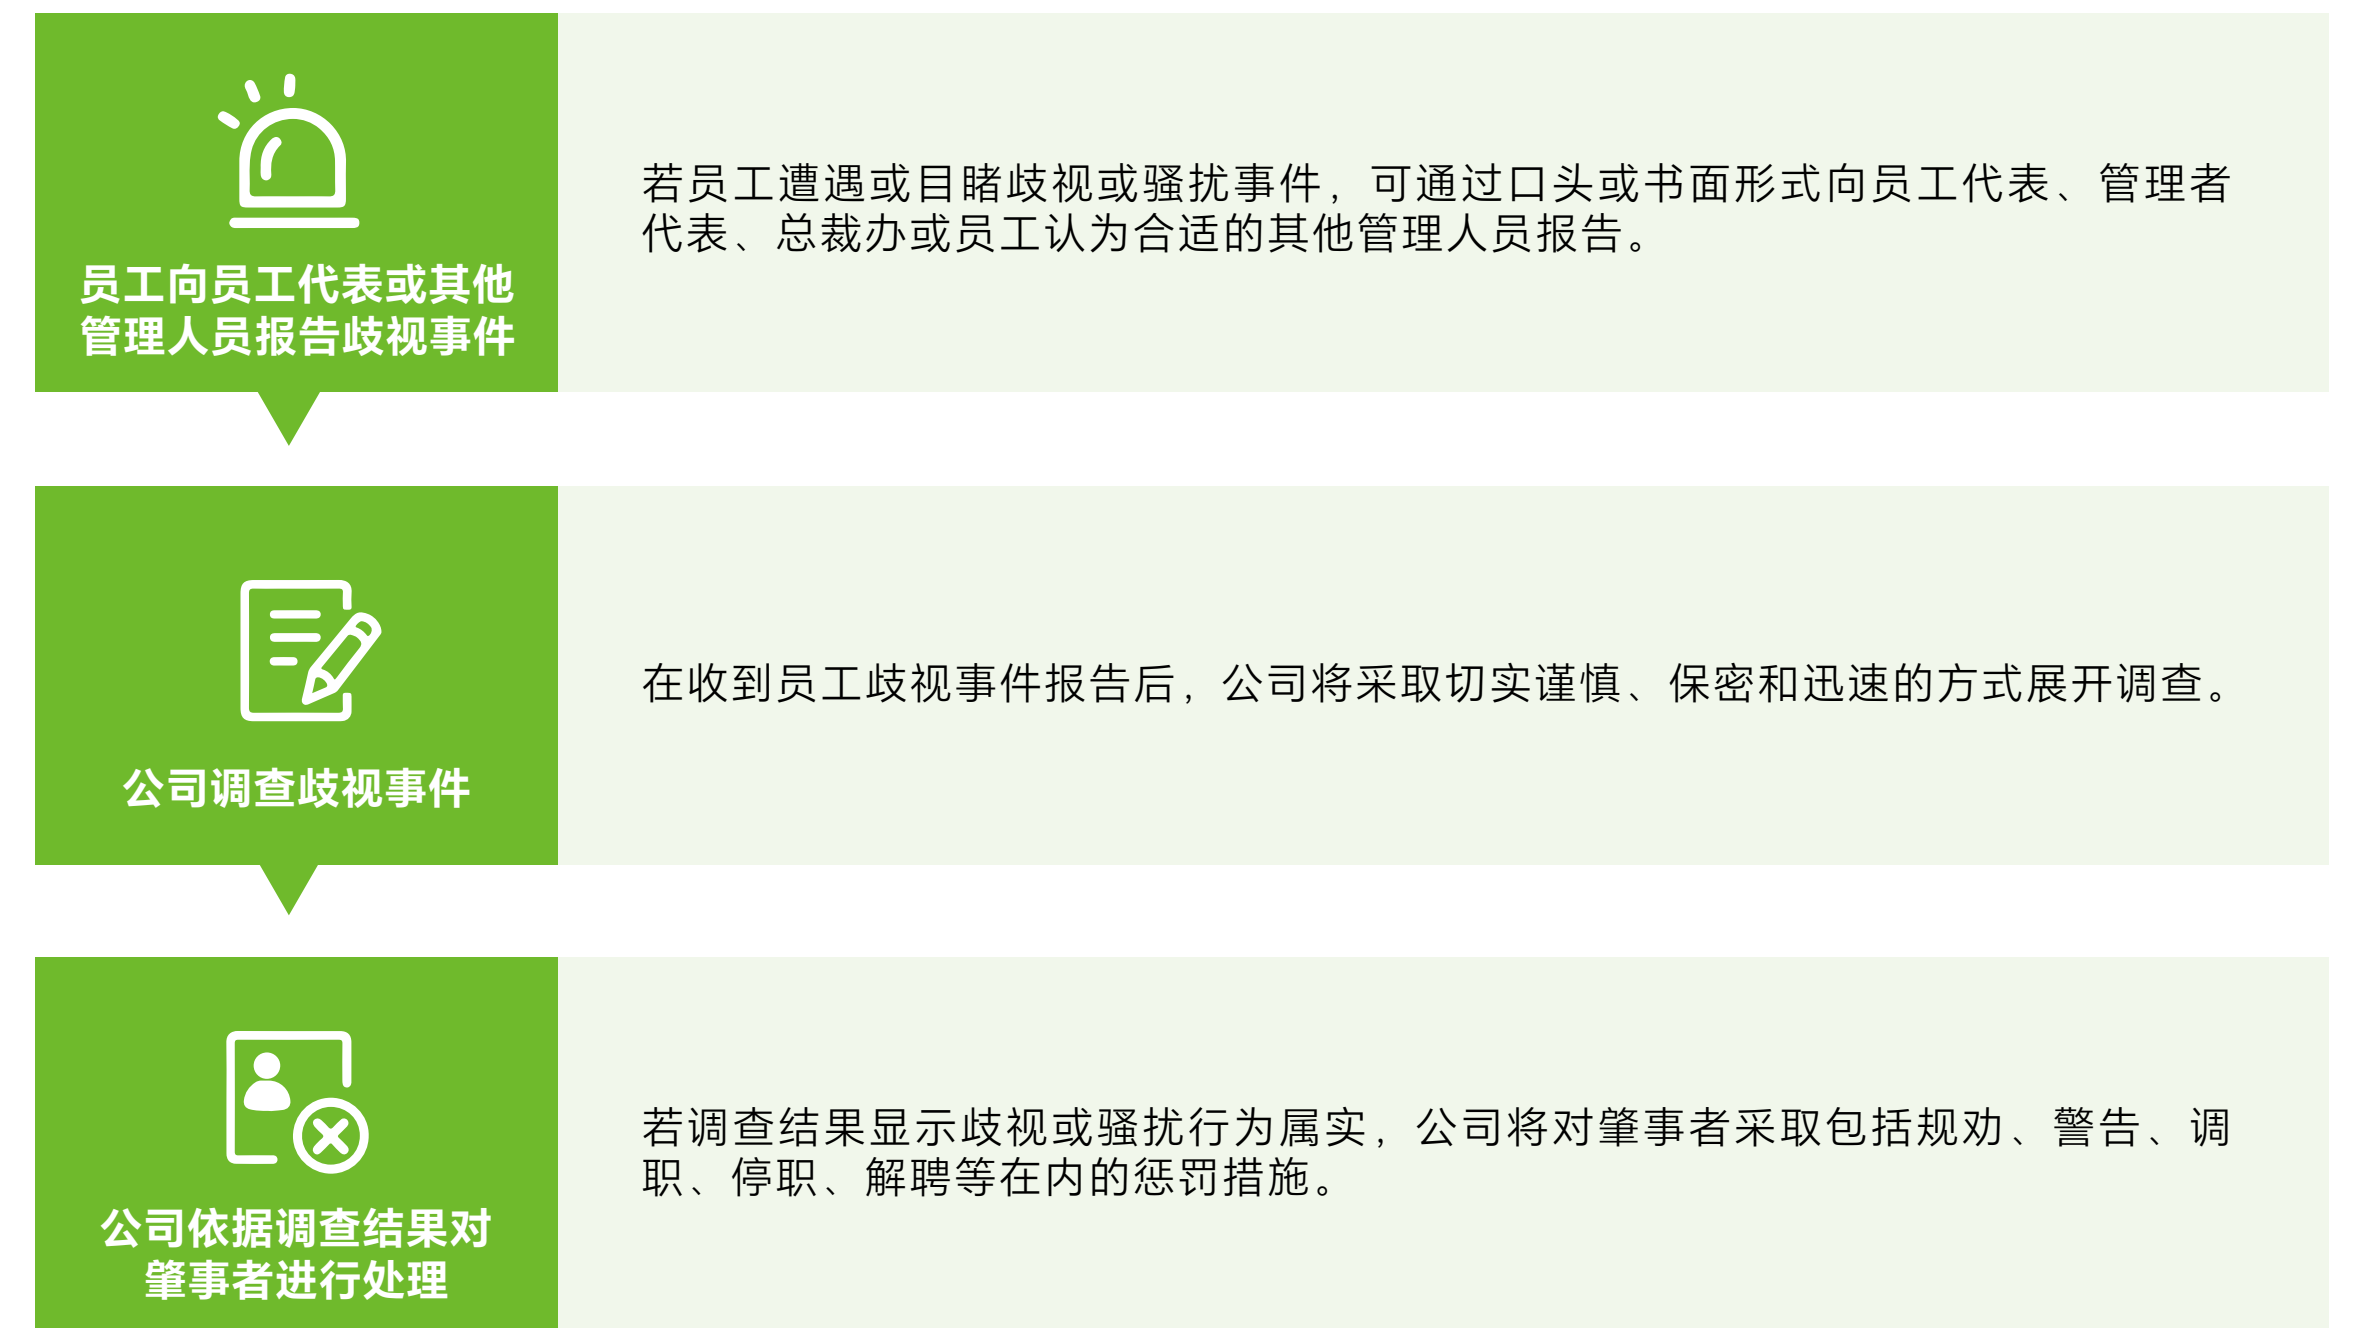 员工向员工代表或其他
管理人员报告歧视事件
若员工遭遇或目睹歧视或骚扰事件，可通过口头或书面形式向员工代表、管理者
代表、总裁办或员工认为合适的其他管理人员报告。
公司调查歧视事件
在收到员工歧视事件报告后，公司将采取切实谨慎、保密和迅速的方式展开调查。
公司依据调查结果对
肇事者进行处理
若调查结果显示歧视或骚扰行为属实，公司将对肇事者采取包括规劝、警告、调
职、停职、解聘等在内的惩罚措施。